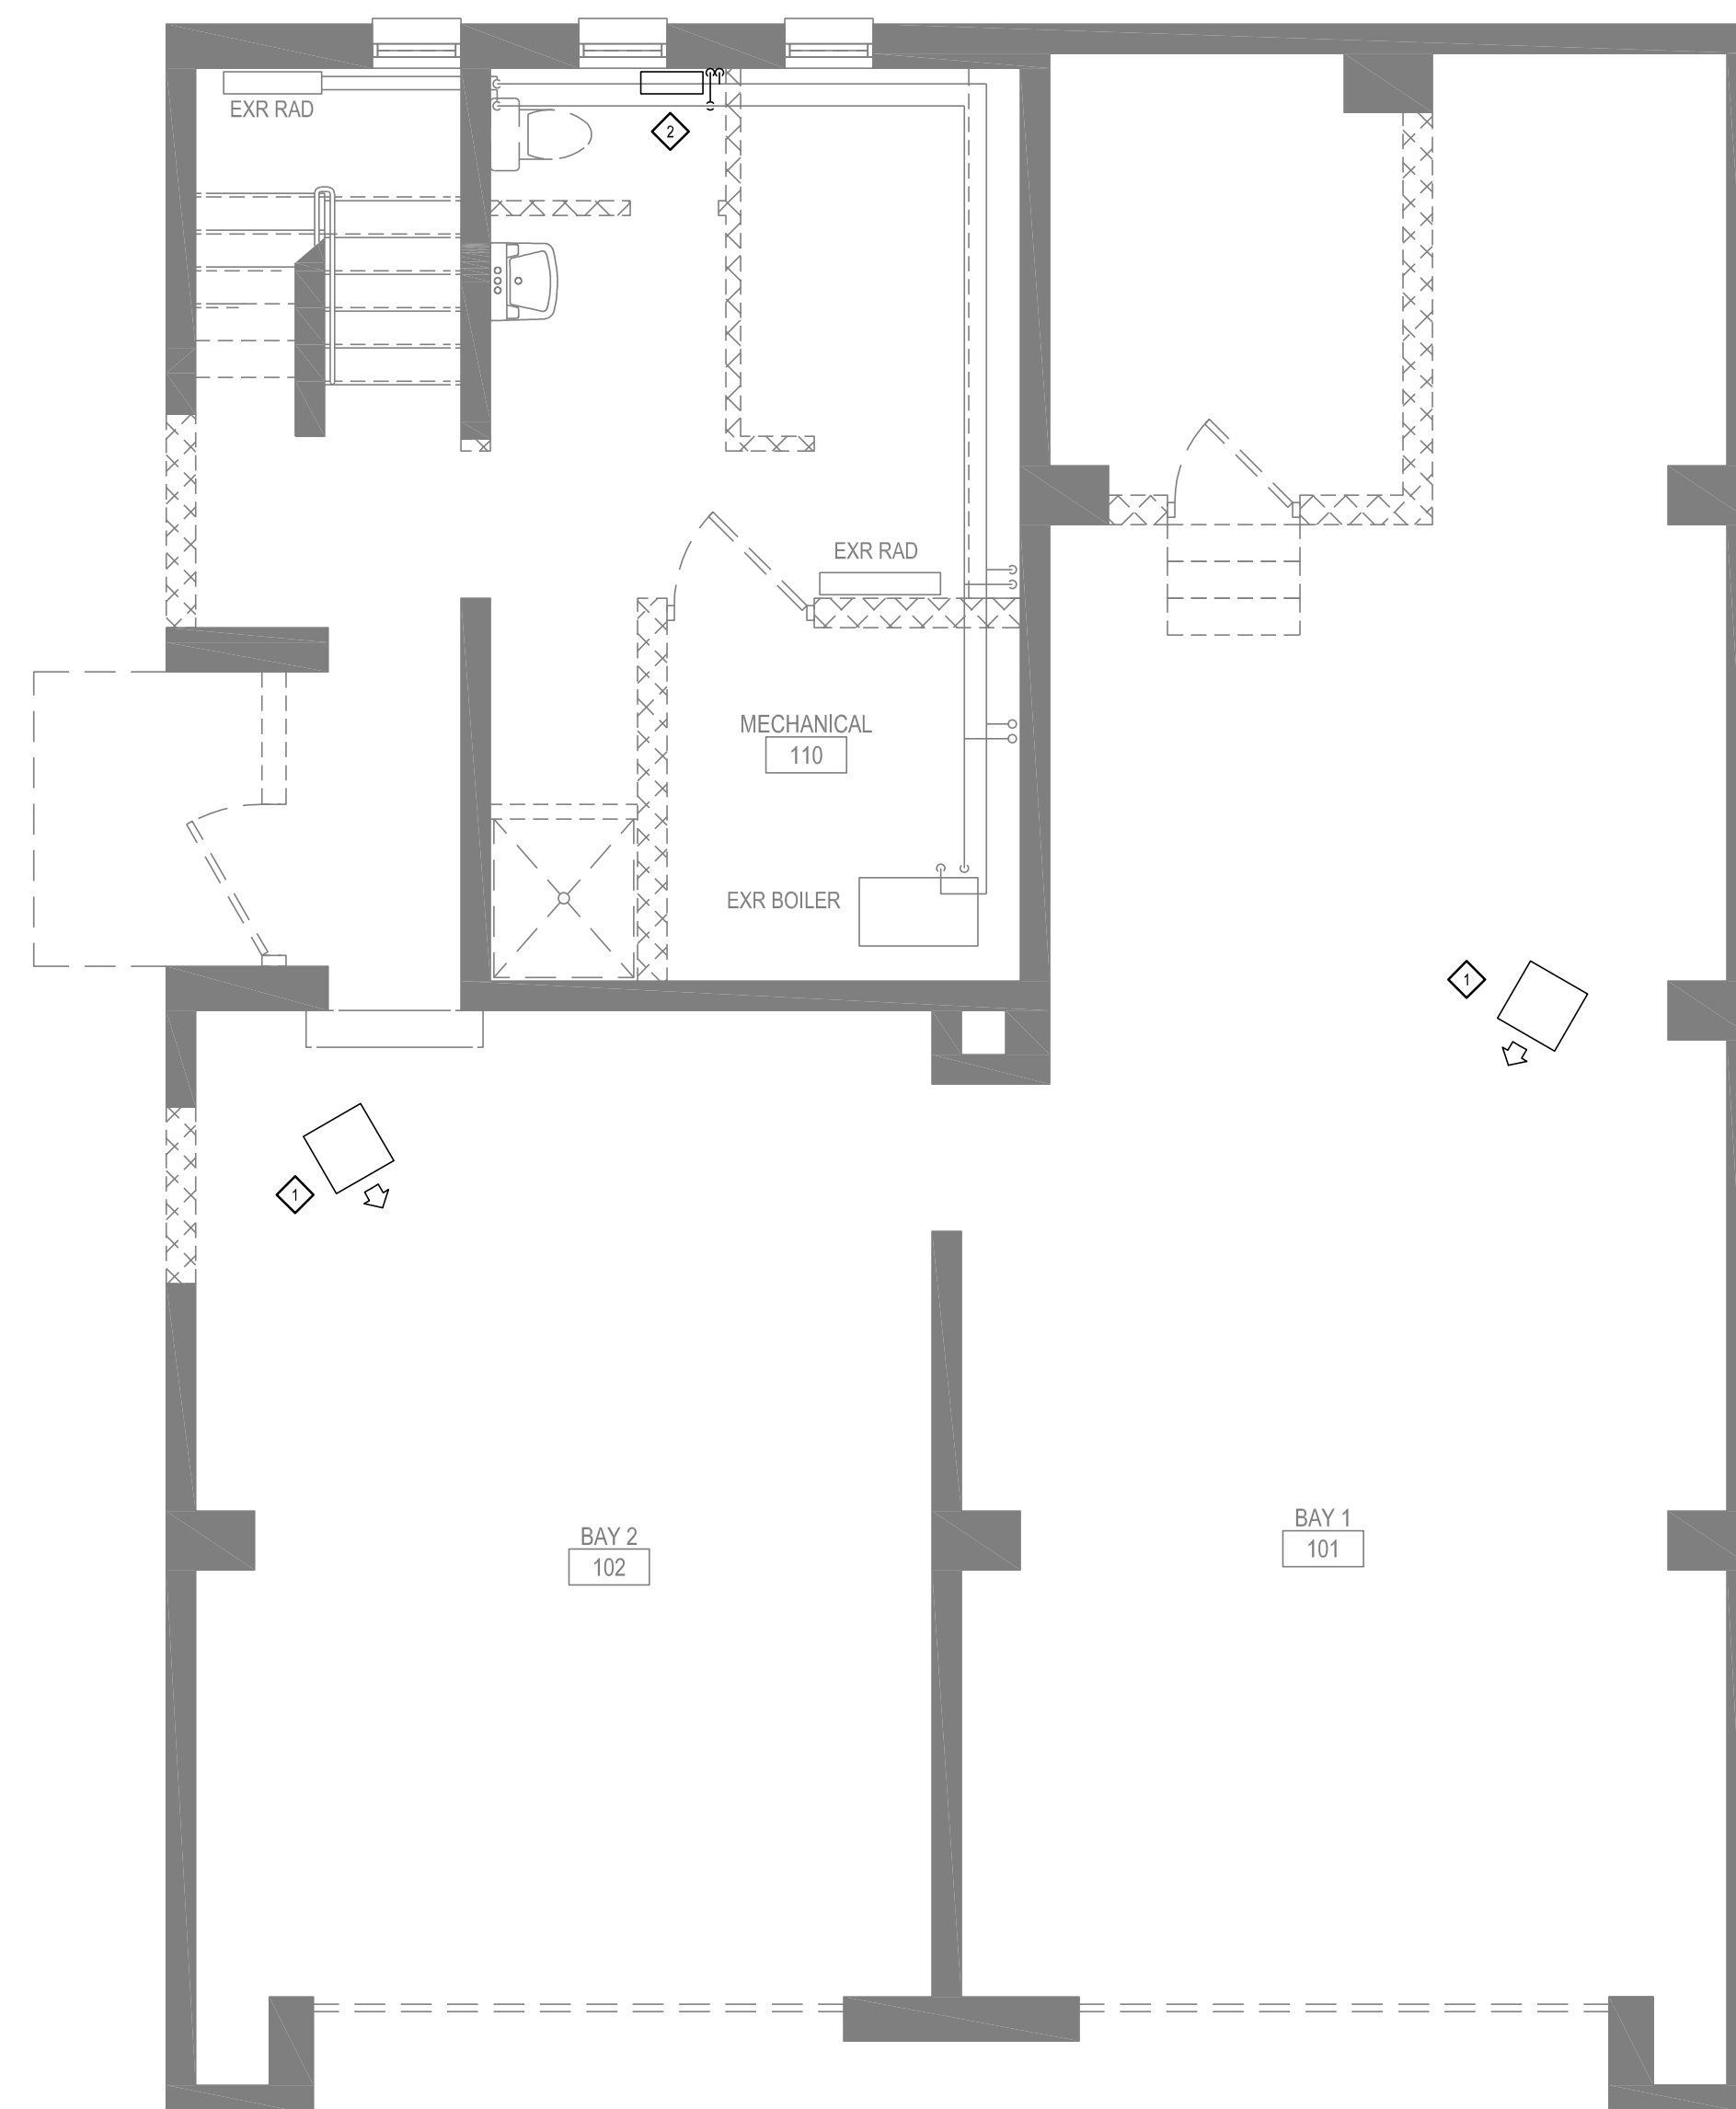 EXR RAD
2
EXR RAD
MECHANICAL
110
EXR BOILER
1
1
BAY 1
101
BAY 2
102